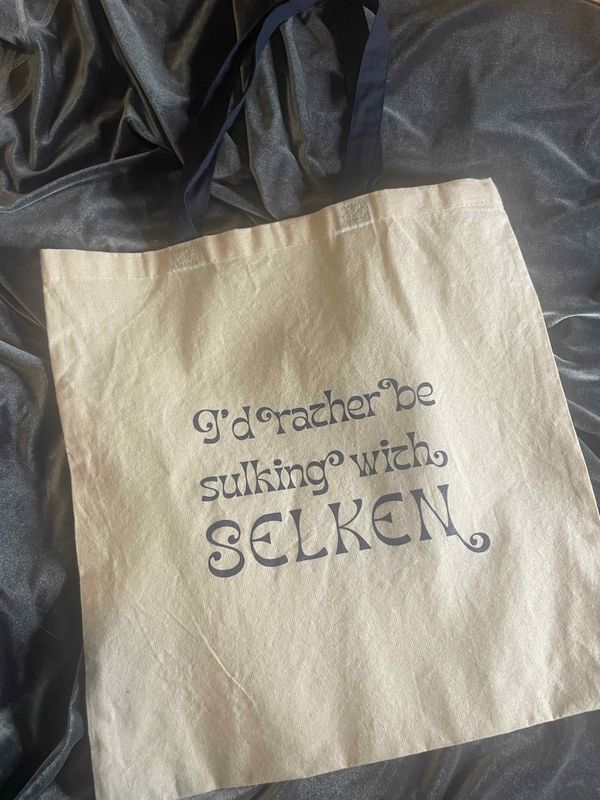 I'd rather be
sulking with
SELKEN